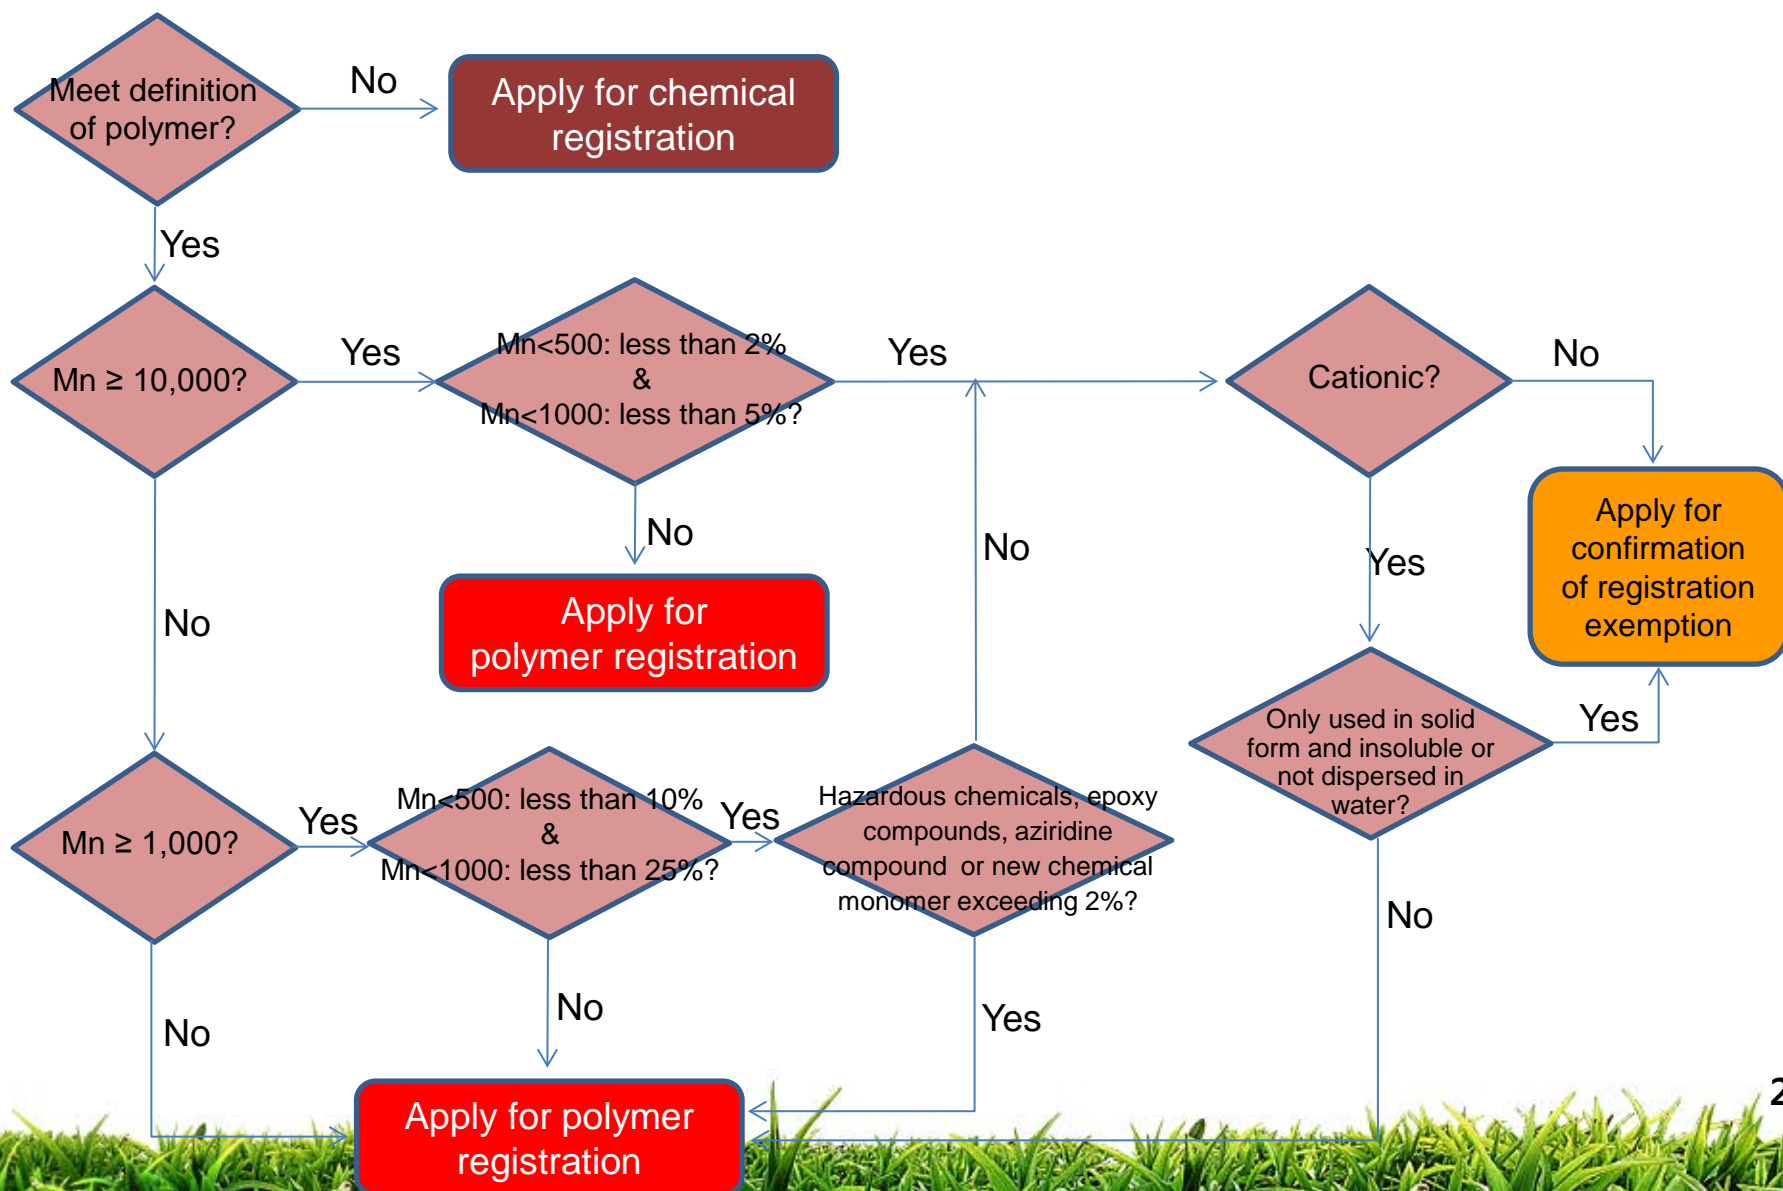 Meet definition
of polymer?
No
Apply for chemical
registration
Yes
Mn ≥ 10,000?
Yes
Mn<500: less than 2%
&
Mn<1000: less than 5%?
Yes
Cationic?
No
No
Apply for
polymer registration
No
No
Yes
Apply for
confirmation
of registration
exemption
Only used in solid
form and insoluble or
not dispersed in
water?
Yes
Mn ≥ 1,000?
Yes
Mn<500: less than 10%
&
Mn<1000: less than 25%?
Yes
Hazardous chemicals, epoxy
compounds, aziridine
compound or new chemical
monomer exceeding 2%?
No
No
No
Yes
Apply for polymer
registration
2